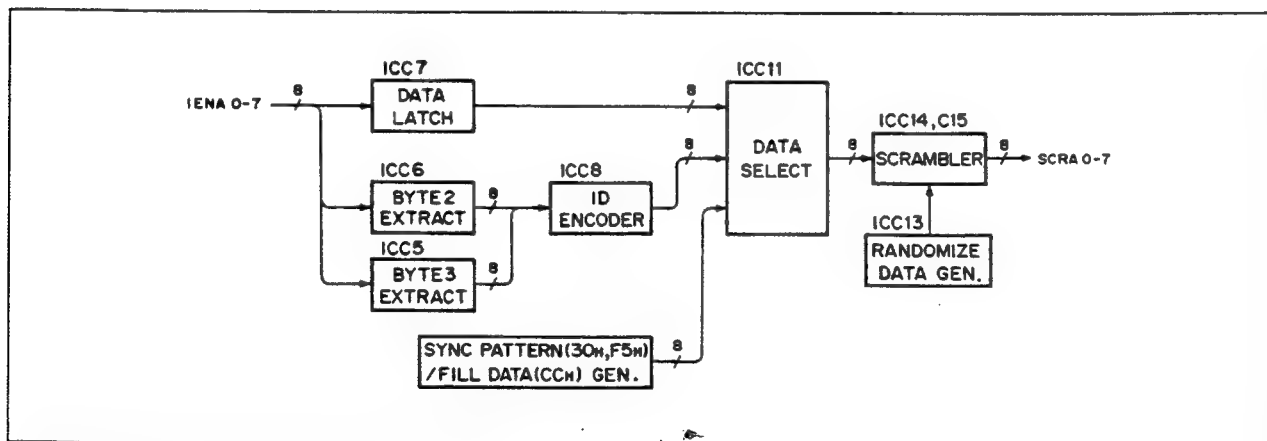 ICC7
IENA 0-7
8
DATA
LATCH
8
ICC11
DATA
SELECT
8
8
ICC14, C15
SCRAMBLER
8
SCRA 0-7
ICC6
BYTE2
EXTRACT
8
ICC8
ID
ENCODER
ICC5
BYTE3
EXTRACT
8
ICC13
RANDOMIZE
DATA GEN.
SYNC PATTERN(30H,F5H)
/FILL DATA(CCH) GEN.
8